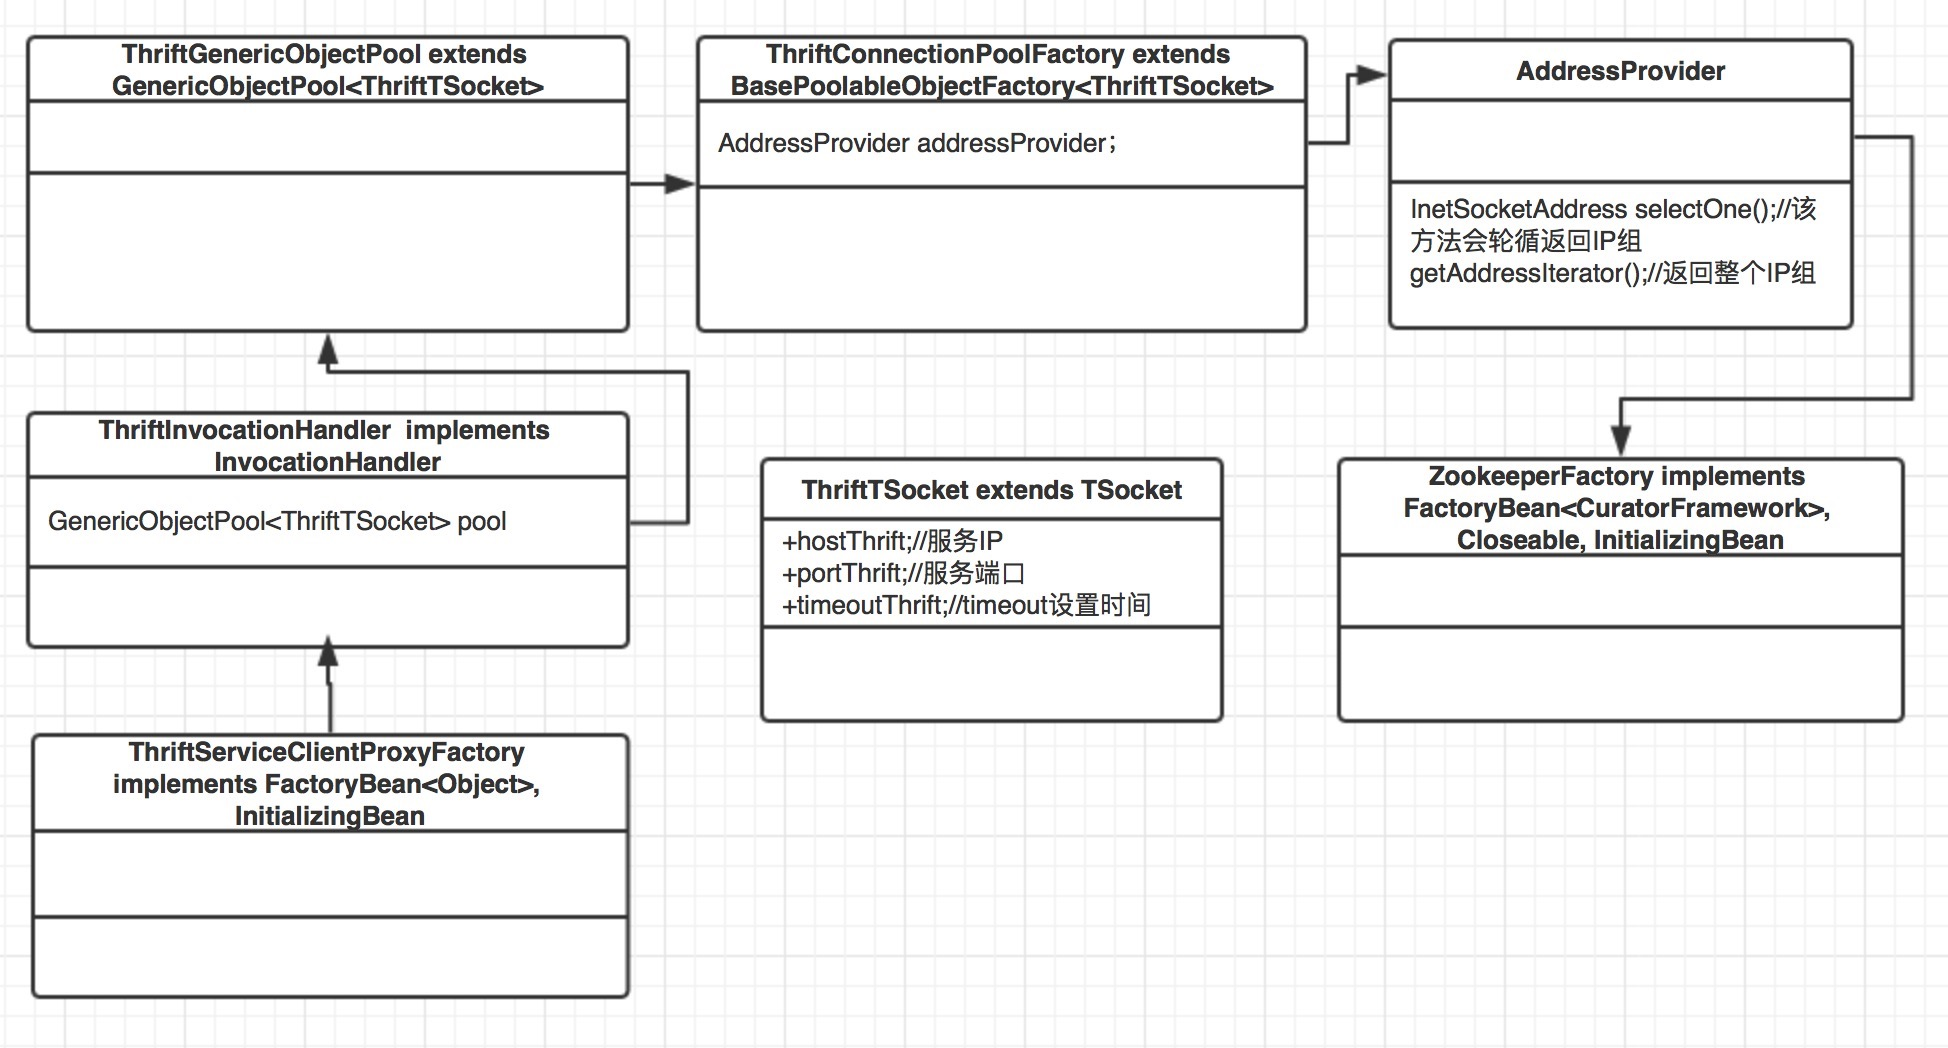 ThriftGenericObjectPool extends
GenericObjectPool<ThriftTSocket>
ThriftConnectionPoolFactory extends
BasePoolableObjectFactory<ThriftTSocket>
AddressProvider addressProvider；
AddressProvider
InetSocketAddress selectOne();//该
方法会轮循返回IP组
getAddressIterator();//返回整个IP组
ThriftInvocationHandler  implements
InvocationHandler
GenericObjectPool<ThriftTSocket> pool
ThriftTSocket extends TSocket
+hostThrift;//服务IP
+portThrift;//服务端口
+timeoutThrift;//timeout设置时间
ZookeeperFactory implements
FactoryBean<CuratorFramework>,
Closeable, InitializingBean
ThriftServiceClientProxyFactory
implements FactoryBean<Object>,
InitializingBean